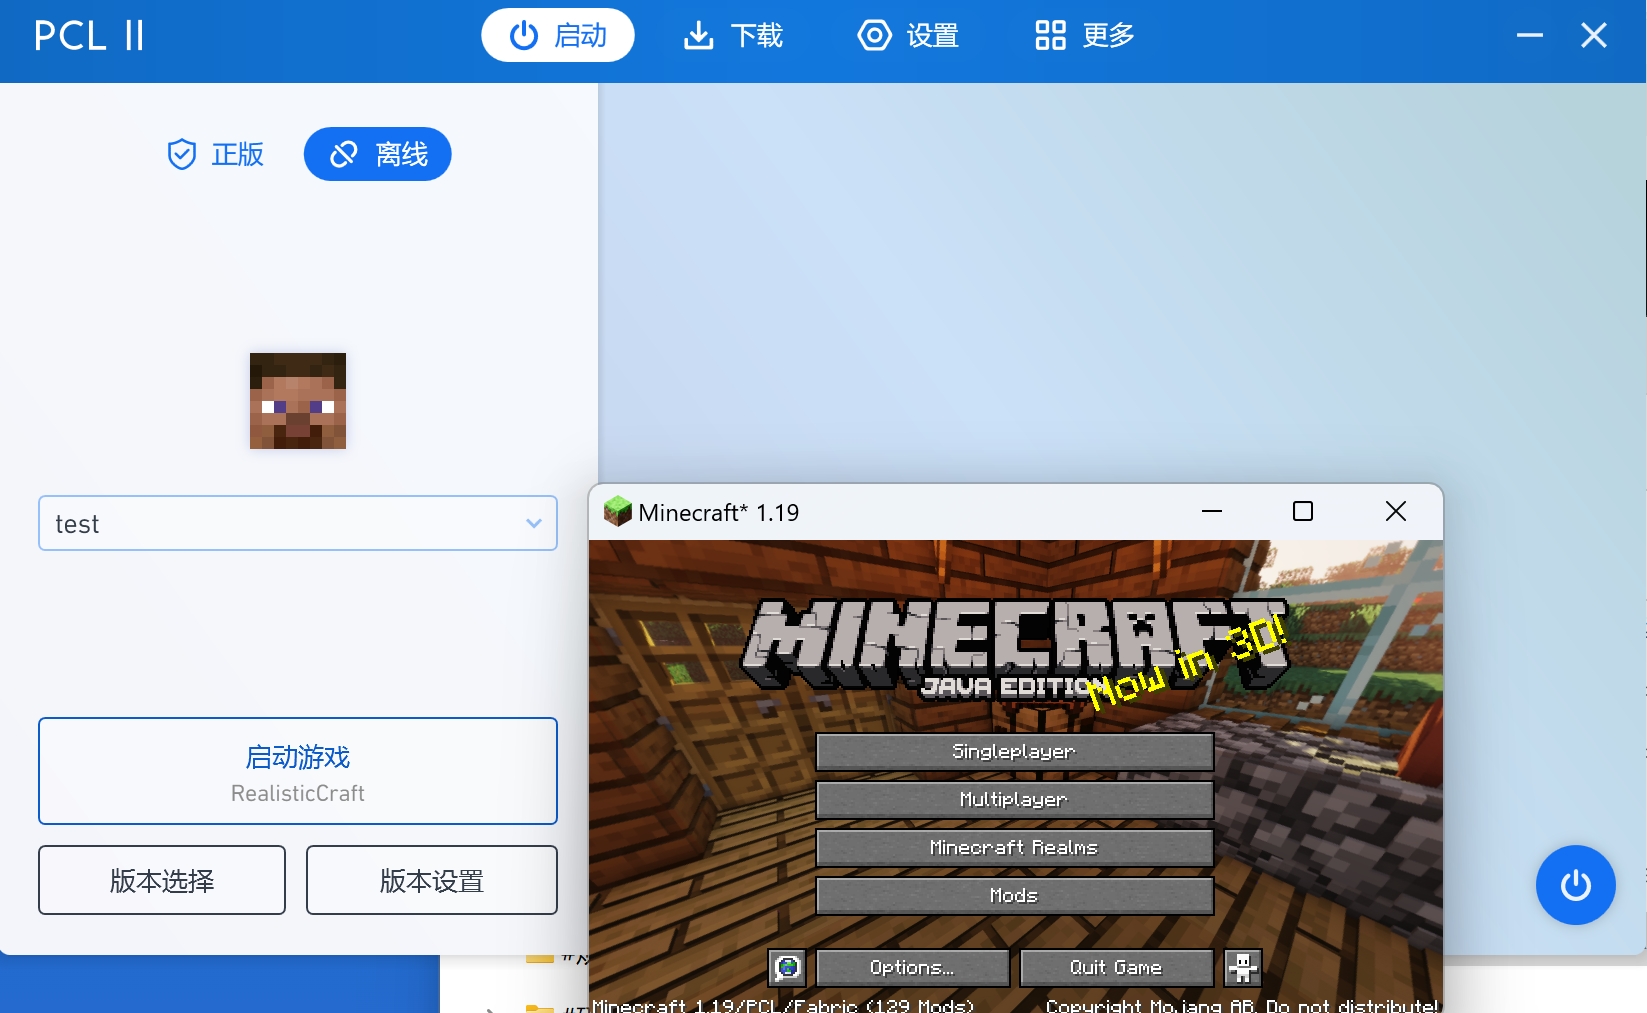 PCL II
启动
下载
设置
更多
正版
离线
test
启动游戏
RealisticCraft
版本选择
版本设置
Minecraft* 1.19
MINECRAFT
JAVA EDITION
Now in 3D!
Singleplayer
Multiplayer
Minecraft Realms
Mods
Options...
Quit Game
Minecraft 1.19/PCL/Fabric (129 Mods)
Copyright Mojang AB. Do not distribute!